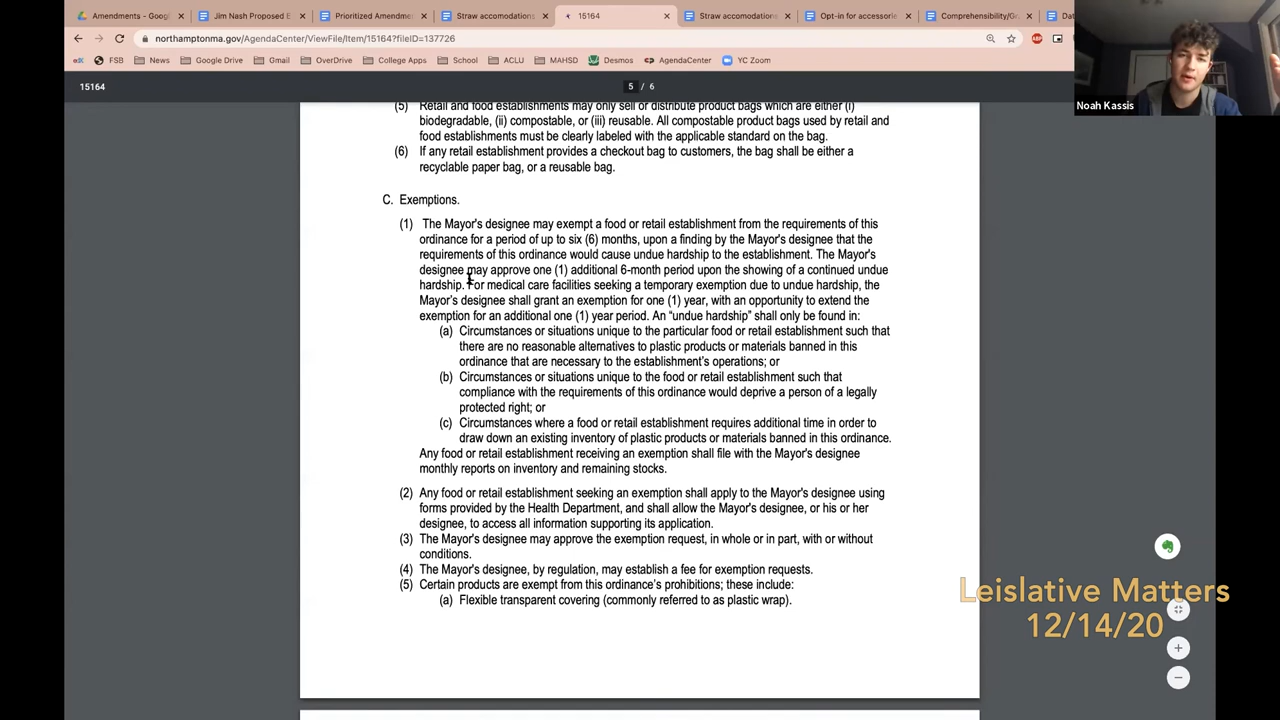 Amendments - Googl
Jim Nash Proposed E
Prioritized Amendme
Straw accomodations
15164
Straw accomodations
Opt-in for accessorie
Comprehensibility/Gr
Dat
northamptonma.gov/AgendaCenter/ViewFile/Item/15164?fileID=137726
FSB
News
Google Drive
Gmail
OverDrive
College Apps
School
ACLU
MAHSD
Desmos
AgendaCenter
YC Zoom
Noah Kassis
15164
5 / 6
(5) Retail and food establishments may only sell or distribute product bags which are either (i)
biodegradable, (ii) compostable, or (iii) reusable. All compostable product bags used by retail and
food establishments must be clearly labeled with the applicable standard on the bag.
(6) If any retail establishment provides a checkout bag to customers, the bag shall be either a
recyclable paper bag, or a reusable bag.
C. Exemptions.
(1) The Mayor's designee may exempt a food or retail establishment from the requirements of this
ordinance for a period of up to six (6) months, upon a finding by the Mayor's designee that the
requirements of this ordinance would cause undue hardship to the establishment. The Mayor's
designee may approve one (1) additional 6-month period upon the showing of a continued undue
hardship. For medical care facilities seeking a temporary exemption due to undue hardship, the
Mayor's designee shall grant an exemption for one (1) year, with an opportunity to extend the
exemption for an additional one (1) year period. An “undue hardship” shall only be found in:
(a) Circumstances or situations unique to the particular food or retail establishment such that
there are no reasonable alternatives to plastic products or materials banned in this
ordinance that are necessary to the establishment's operations; or
(b) Circumstances or situations unique to the food or retail establishment such that
compliance with the requirements of this ordinance would deprive a person of a legally
protected right; or
(c) Circumstances where a food or retail establishment requires additional time in order to
draw down an existing inventory of plastic products or materials banned in this ordinance.
Any food or retail establishment receiving an exemption shall file with the Mayor's designee
monthly reports on inventory and remaining stocks.
(2) Any food or retail establishment seeking an exemption shall apply to the Mayor's designee using
forms provided by the Health Department, and shall allow the Mayor's designee, or his or her
designee, to access all information supporting its application.
(3) The Mayor's designee may approve the exemption request, in whole or in part, with or without
conditions.
(4) The Mayor's designee, by regulation, may establish a fee for exemption requests.
(5) Certain products are exempt from this ordinance's prohibitions; these include:
(a) Flexible transparent covering (commonly referred to as plastic wrap).
Leislative Matters
12/14/20